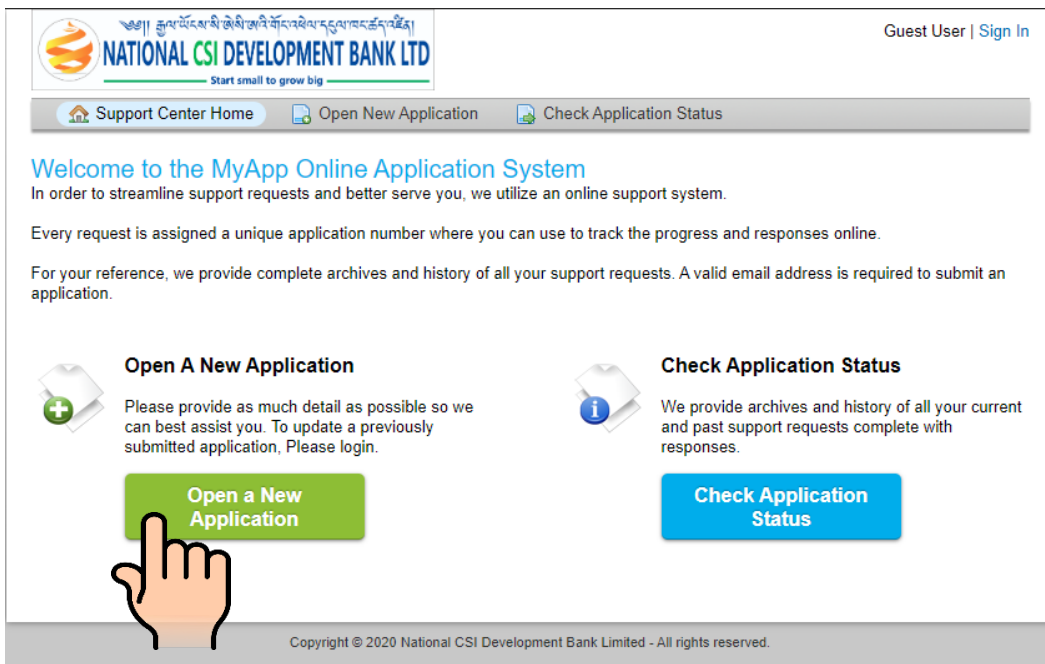 ༄༅།། རྒྱལ་ཡོངས་སི་ཨེསི་ཨའི་གོང་འཕེལ་དངུལ་ཁང་ཚད་འཛིན།
NATIONAL CSI DEVELOPMENT BANK LTD
Start small to grow big
Guest User | Sign In
Support Center Home Open New Application Check Application Status
Welcome to the MyApp Online Application System
In order to streamline support requests and better serve you, we utilize an online support system.
Every request is assigned a unique application number where you can use to track the progress and responses online.
For your reference, we provide complete archives and history of all your support requests. A valid email address is required to submit an
application.
Open A New Application
Please provide as much detail as possible so we
can best assist you. To update a previously
submitted application, Please login.
Open a New
Application
Check Application Status
We provide archives and history of all your current
and past support requests complete with
responses.
Check Application
Status
Copyright © 2020 National CSI Development Bank Limited - All rights reserved.